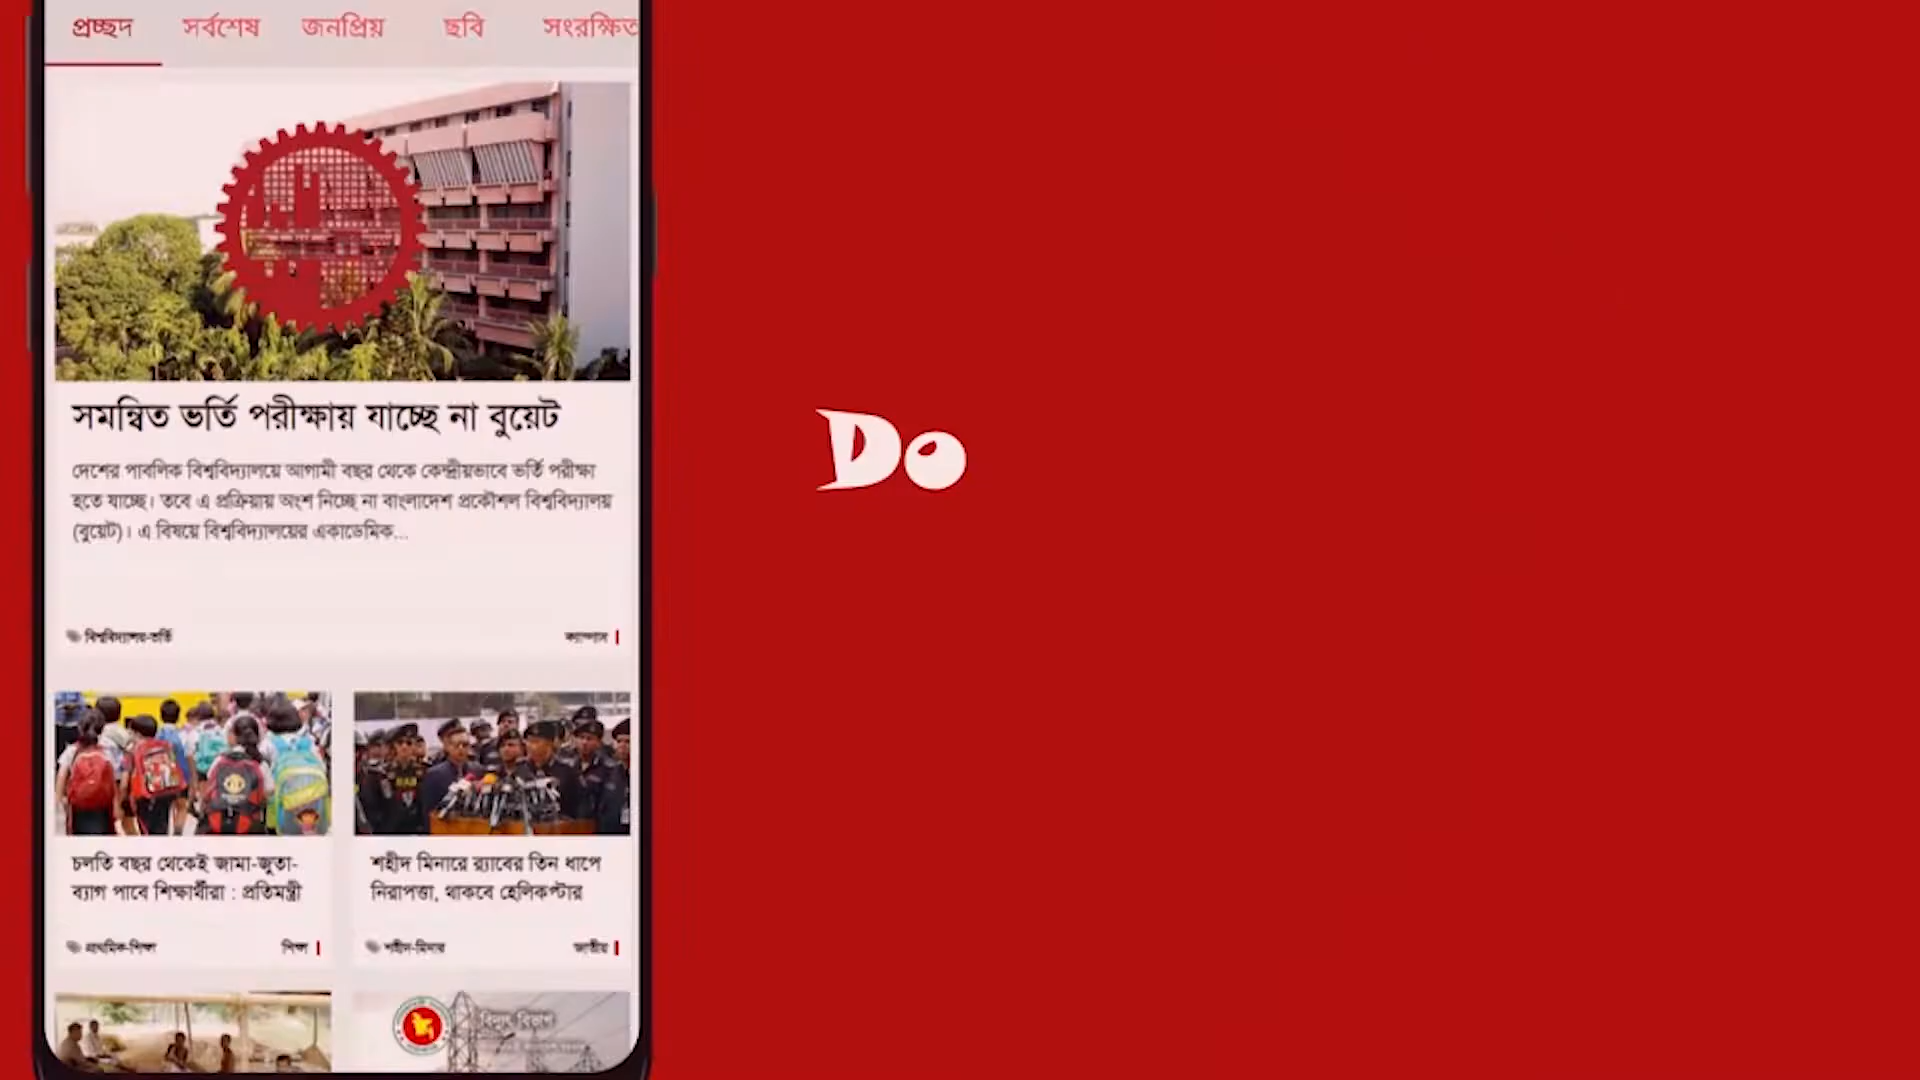 প্রচ্ছদ সর্বশেষ জনপ্রিয় ছবি সংরক্ষিত
সমন্বিত ভর্তি পরীক্ষায় যাচ্ছে না বুয়েট
দেশের পাবলিক বিশ্ববিদ্যালয়ে আগামী বছর থেকে কেন্দ্রীয়ভাবে ভর্তি পরীক্ষা
হতে যাচ্ছে। তবে এ প্রক্রিয়ায় অংশ নিচ্ছে না বাংলাদেশ প্রকৌশল বিশ্ববিদ্যালয়
(বুয়েট)। এ বিষয়ে বিশ্ববিদ্যালয়ের একাডেমিক...
বিশ্ববিদ্যালয়-ভর্তি ক্যাম্পাস
চলতি বছর থেকেই জামা-জুতা-
ব্যাগ পাবে শিক্ষার্থীরা : প্রতিমন্ত্রী
প্রাথমিক-শিক্ষা শিক্ষা
শহীদ মিনারে র‍্যাবের তিন ধাপে
নিরাপত্তা, থাকবে হেলিকপ্টার
শহীদ-মিনার জাতীয়
বিদ্যুৎ বিভাগ
Do